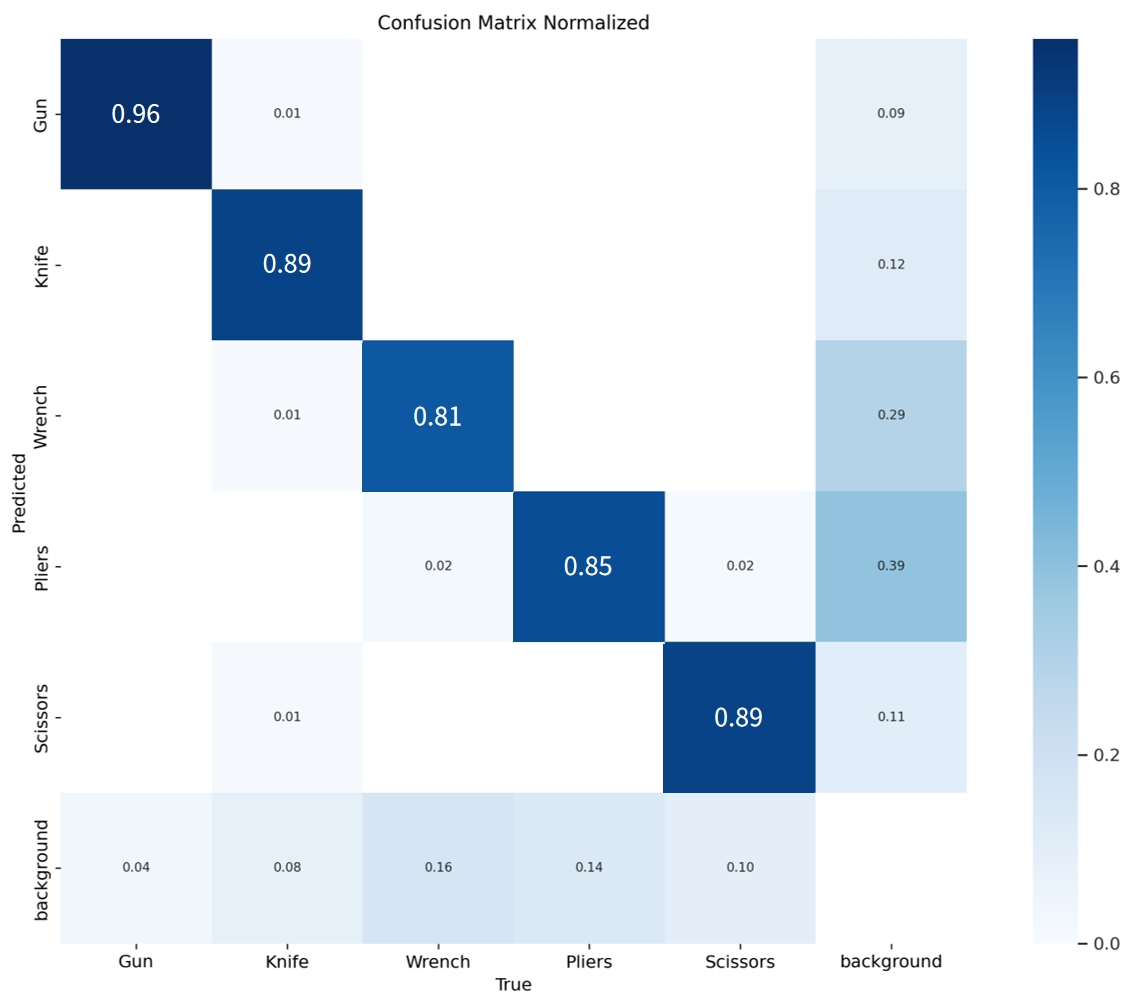 Confusion Matrix Normalized
Gun
0.96
0.01
0.09
Knife
0.89
0.12
0.8
Wrench
0.01
0.81
0.29
0.6
Predicted
Pliers
0.02
0.85
0.02
0.39
0.4
Scissors
0.01
0.89
0.11
0.2
background
0.04
0.08
0.16
0.14
0.10
0.0
Gun
Knife
Wrench
Pliers
Scissors
background
True